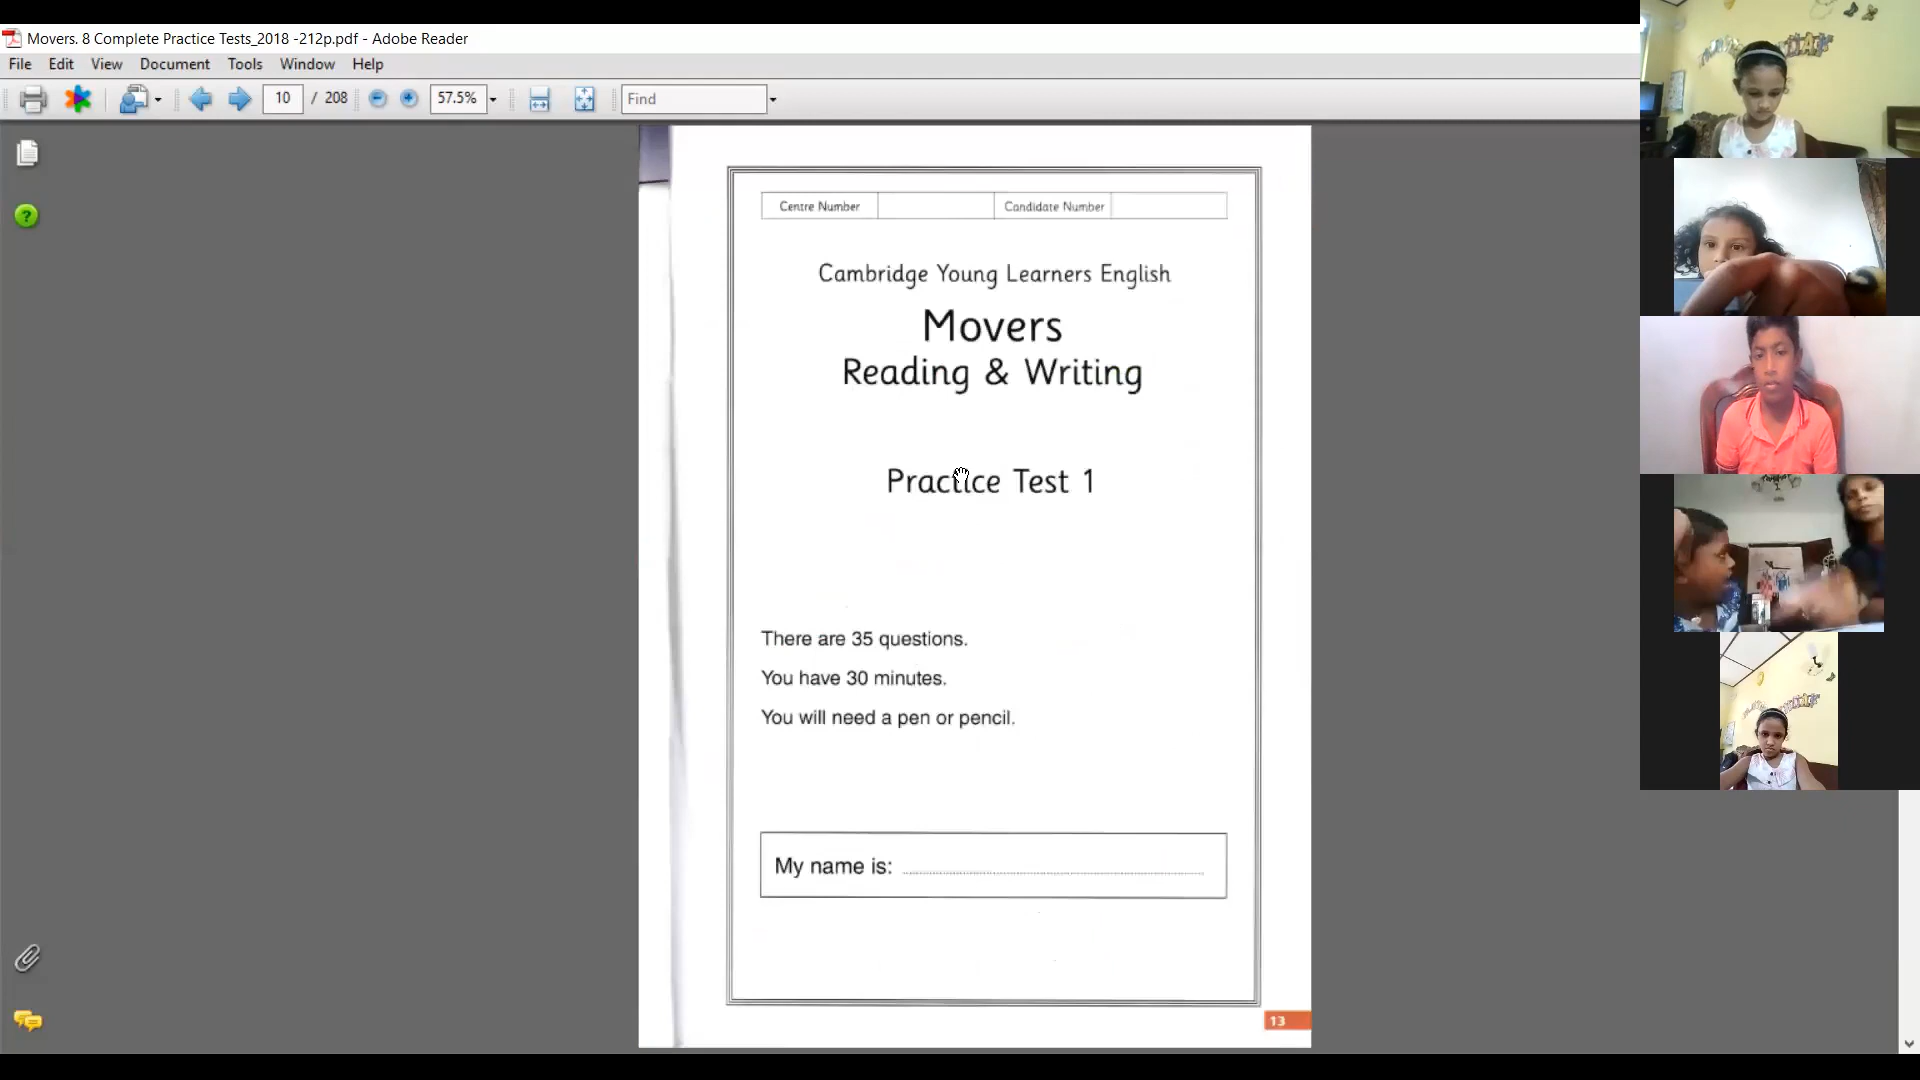 Movers. 8 Complete Practice Tests_2018 -212p.pdf - Adobe Reader
File Edit View Document Tools Window Help
10 / 208 57.5% Find
Centre Number Candidate Number
Cambridge Young Learners English
Movers
Reading & Writing
Practice Test 1
There are 35 questions.
You have 30 minutes.
You will need a pen or pencil.
My name is:
13